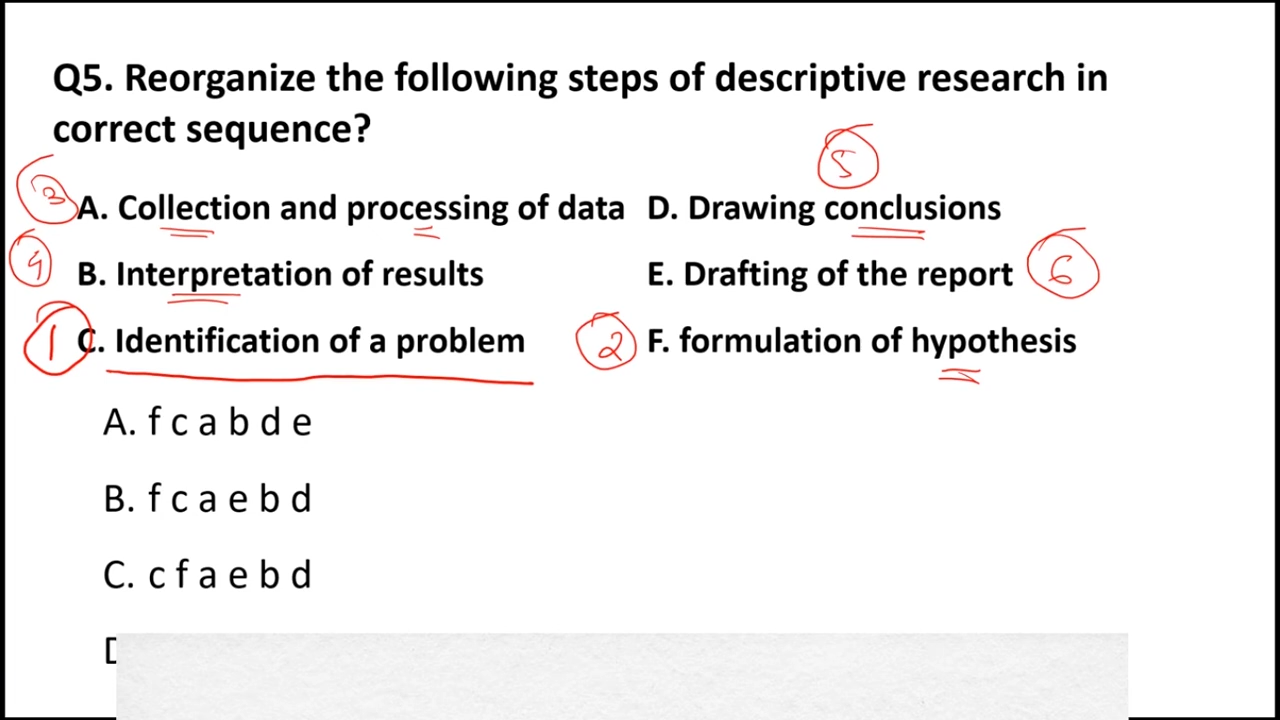 Q5. Reorganize the following steps of descriptive research in
correct sequence?
5
3 A. Collection and processing of data D. Drawing conclusions
4 B. Interpretation of results E. Drafting of the report 6
1 C. Identification of a problem 2 F. formulation of hypothesis
A. f c a b d e
B. f c a e b d
C. c f a e b d